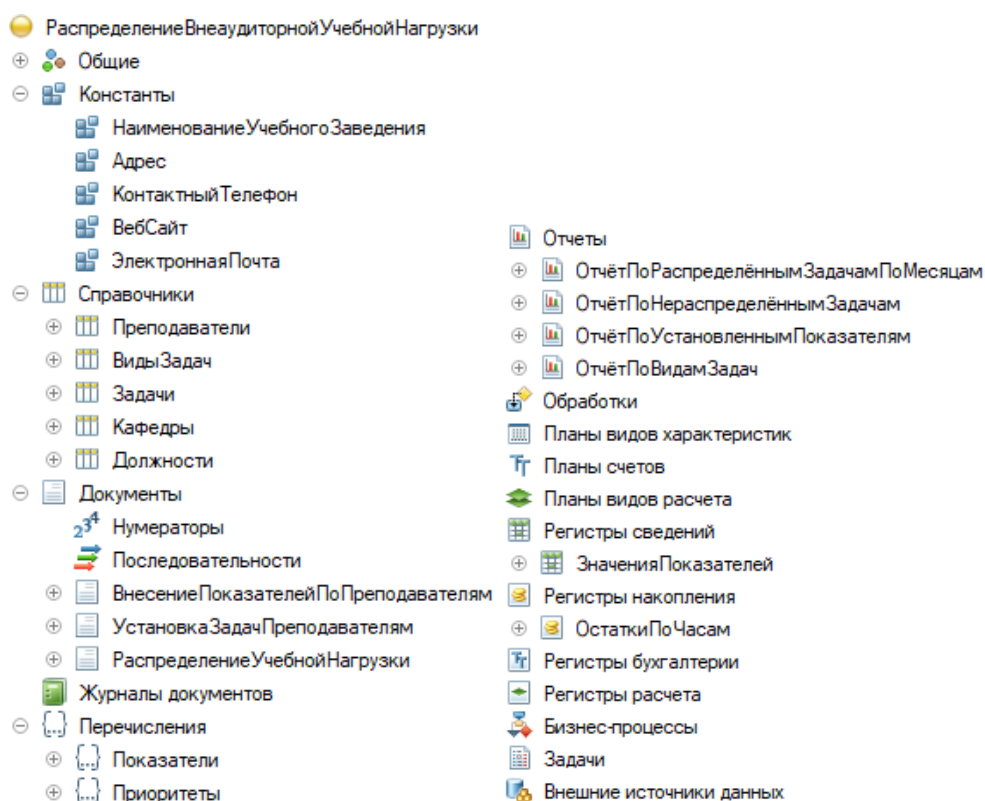 РаспределениеВнеаудиторнойУчебнойНагрузки
Общие
Константы
НаименованиеУчебногоЗаведения
Адрес
КонтактныйТелефон
ВебСайт
ЭлектроннаяПочта
Справочники
Преподаватели
ВидыЗадач
Задачи
Кафедры
Должности
Документы
Нумераторы
Последовательности
ВнесениеПоказателейПоПреподавателям
УстановкаЗадачПреподавателям
РаспределениеУчебнойНагрузки
Журналы документов
Перечисления
Показатели
Приоритеты
Отчеты
ОтчётПоРаспределённымЗадачамПоМесяцам
ОтчётПоНераспределённымЗадачам
ОтчётПоУстановленнымПоказателям
ОтчётПоВидамЗадач
Обработки
Планы видов характеристик
Планы счетов
Планы видов расчета
Регистры сведений
ЗначенияПоказателей
Регистры накопления
ОстаткиПоЧасам
Регистры бухгалтерии
Регистры расчета
Бизнес-процессы
Задачи
Внешние источники данных